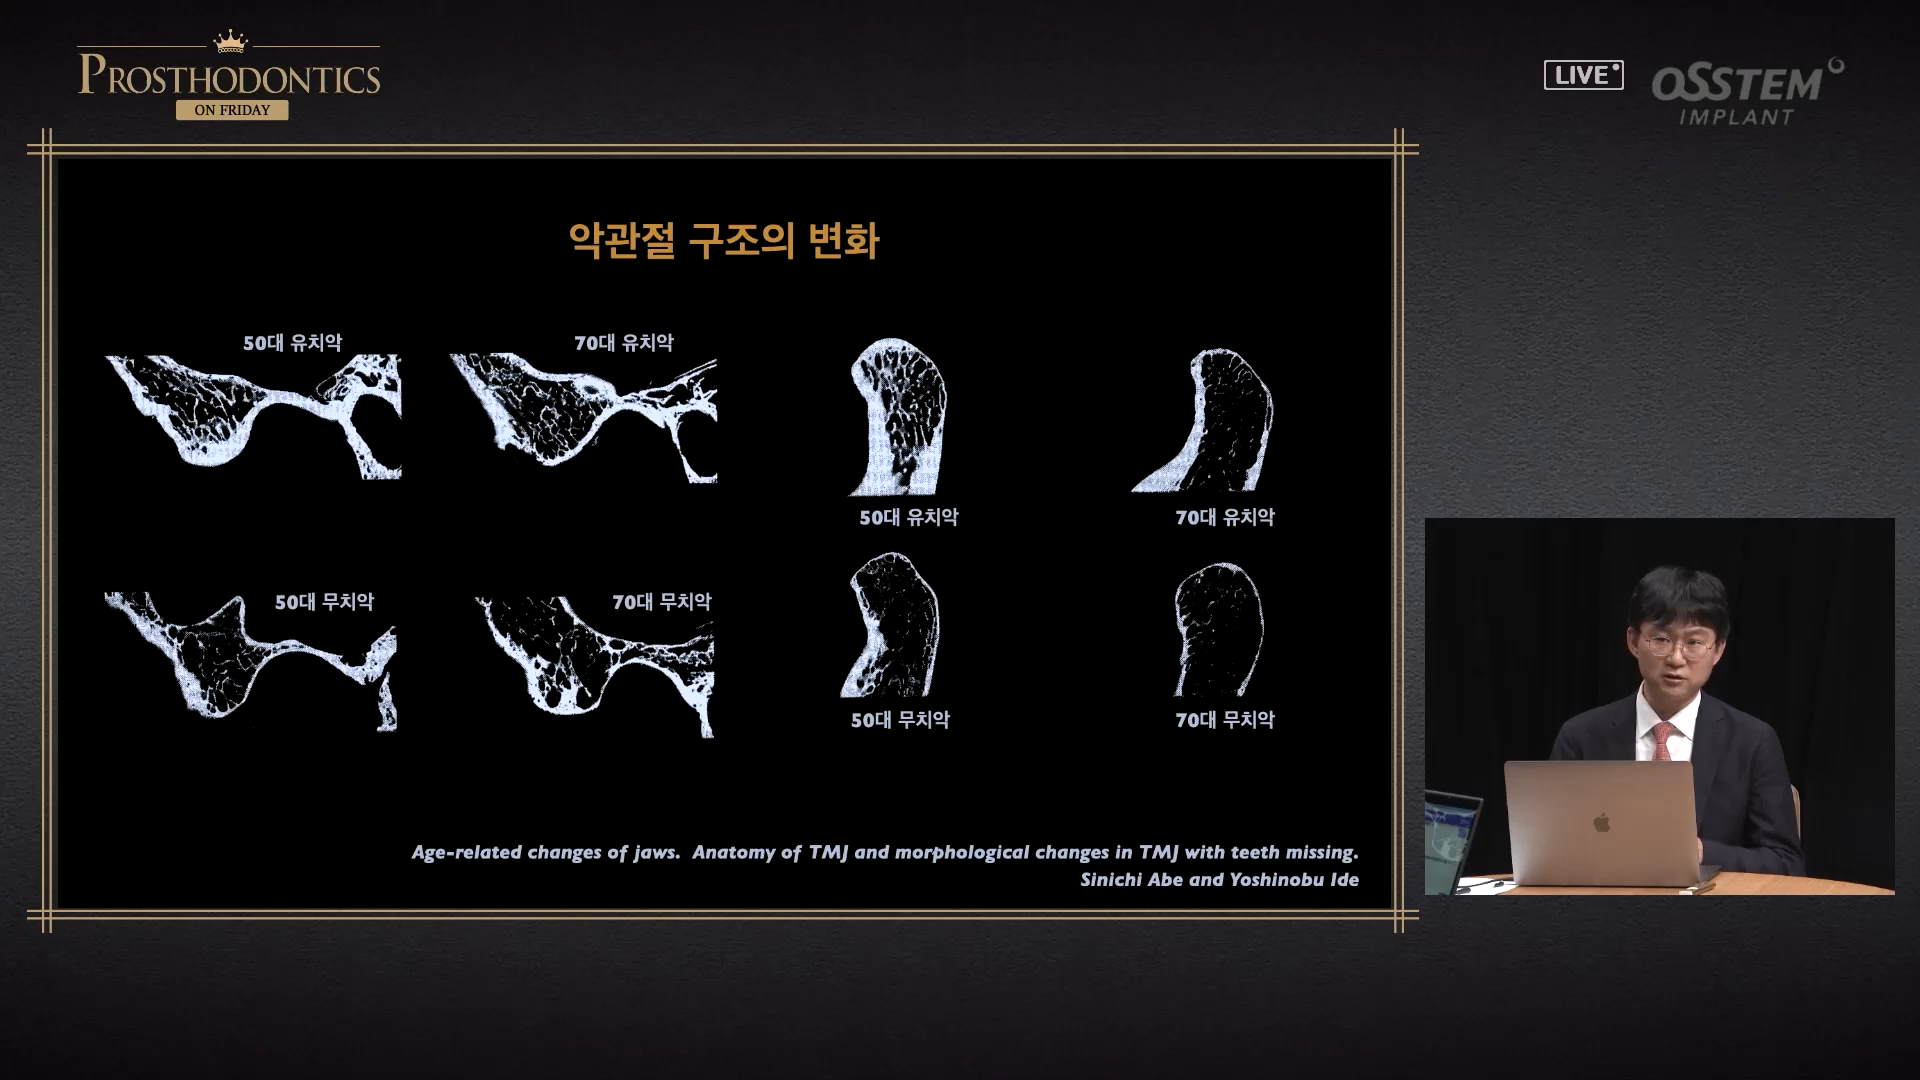 PROSTHODONTICS
ON FRIDAY
LIVE
OSSTEM
IMPLANT
악관절 구조의 변화
50대 유치악
70대 유치악
50대 유치악
70대 유치악
50대 무치악
70대 무치악
50대 무치악
70대 무치악
Age-related changes of jaws. Anatomy of TMJ and morphological changes in TMJ with teeth missing.
Sinichi Abe and Yoshinobu Ide